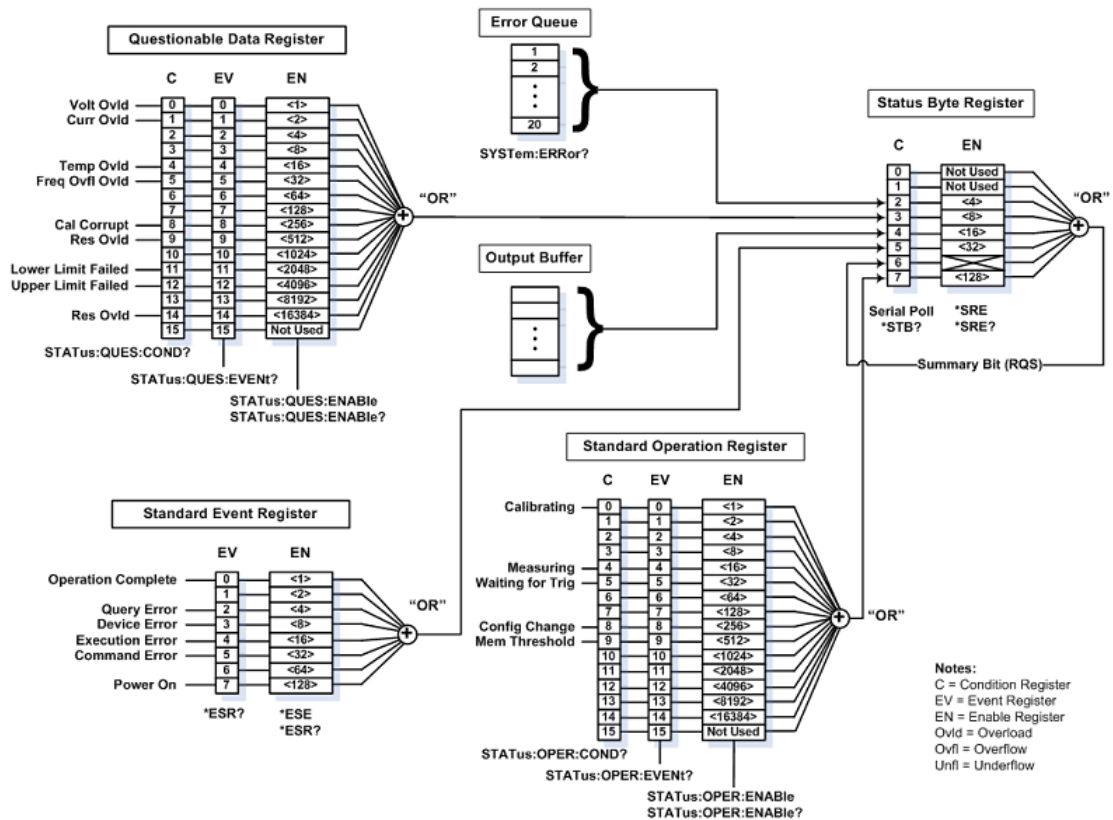 Questionable Data Register
C EV EN
Volt Ovld 0 0 <1>
Curr Ovld 1 1 <2>
2 2 <4>
3 3 <8>
Temp Ovld 4 4 <16>
Freq Ovfl Ovld 5 5 <32>
6 6 <64>
7 7 <128>
Cal Corrupt 8 8 <256>
Res Ovld 9 9 <512>
10 10 <1024>
Lower Limit Failed 11 11 <2048>
Upper Limit Failed 12 12 <4096>
13 13 <8192>
Res Ovld 14 14 <16384>
15 15 Not Used
"OR"
STATus:QUES:COND?
STATus:QUES:EVENt?
STATus:QUES:ENABle
STATus:QUES:ENABle?
Error Queue
1
2
20
SYSTem:ERRor?
Output Buffer
Status Byte Register
C EN
0 Not Used
1 Not Used
2 <4>
3 <8>
4 <16>
5 <32>
6
7 <128>
"OR"
Serial Poll
*STB?
*SRE
*SRE?
Summary Bit (RQS)
Standard Event Register
EV EN
Operation Complete 0 <1>
1 <2>
Query Error 2 <4>
Device Error 3 <8>
Execution Error 4 <16>
Command Error 5 <32>
6 <64>
Power On 7 <128>
"OR"
*ESR?
*ESE
*ESR?
Standard Operation Register
C EV EN
Calibrating 0 0 <1>
1 1 <2>
2 2 <4>
3 3 <8>
Measuring 4 4 <16>
Waiting for Trig 5 5 <32>
6 6 <64>
7 7 <128>
Config Change 8 8 <256>
Mem Threshold 9 9 <512>
10 10 <1024>
11 11 <2048>
12 12 <4096>
13 13 <8192>
14 14 <16384>
15 15 Not Used
"OR"
STATus:OPER:COND?
STATus:OPER:EVENt?
STATus:OPER:ENABle
STATus:OPER:ENABle?
Notes:
C = Condition Register
EV = Event Register
EN = Enable Register
Ovld = Overload
Ovfl = Overflow
Unfl = Underflow